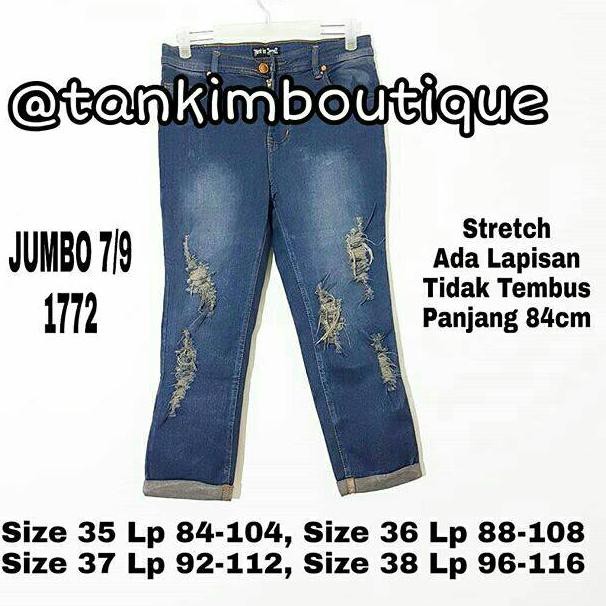 @tankimboutique
JUMBO 7/9
1772
Stretch
Ada Lapisan
Tidak Tembus
Panjang 84cm
Size 35 Lp 84-104, Size 36 Lp 88-108
Size 37 Lp 92-112, Size 38 Lp 96-116